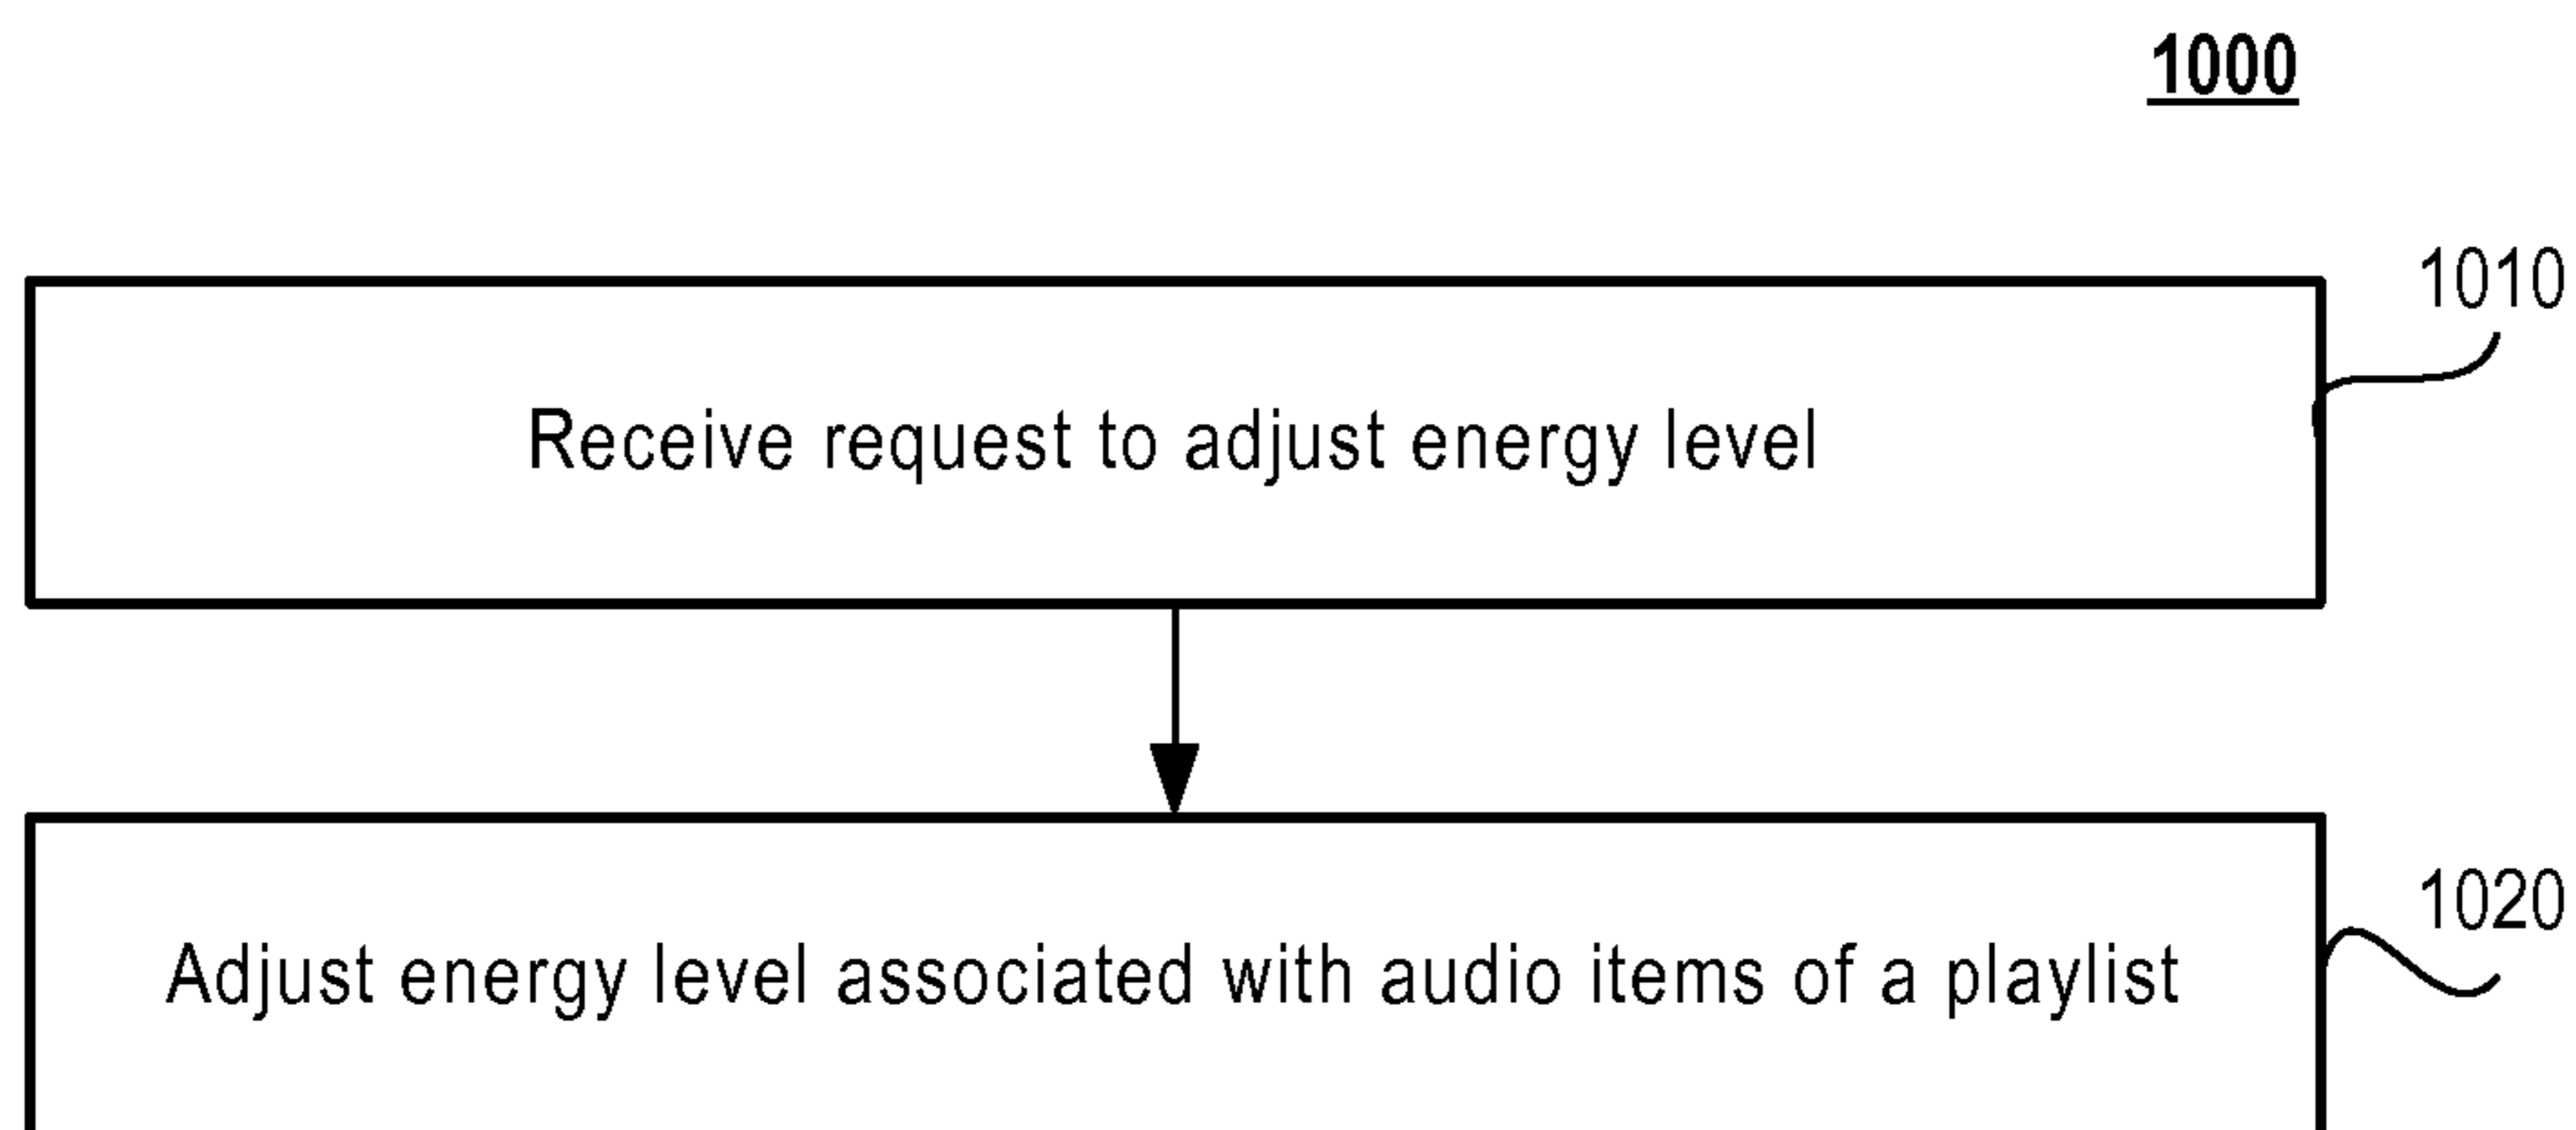 1000
1010
Receive request to adjust energy level
1020
Adjust energy level associated with audio items of a playlist